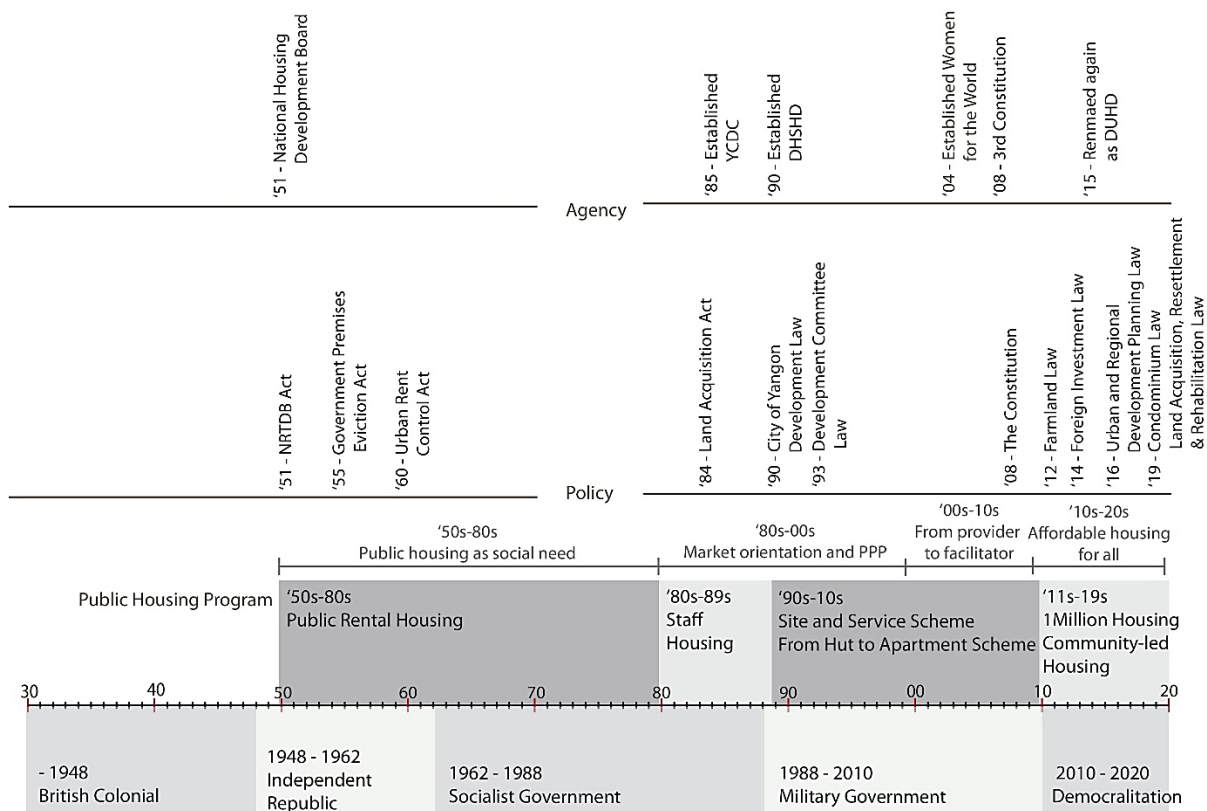 '51 - National Housing
Development Board
'85 - Established
YCDC
'90 - Established
DHSHD
'04 - Established Women
for the World
'08 - 3rd Constitution
'15 - Renmaed again
as DUHD
Agency
'51 - NRTDB Act
'55 - Government Premises
Eviction Act
'60 - Urban Rent
Control Act
'84 - Land Acquisition Act
'90 - City of Yangon
Development Law
'93 - Development Committee
Law
'08 - The Constitution
'12 - Farmland Law
'14 - Foreign Investment Law
'16 - Urban and Regional
Development Planning Law
'19 - Condominium Law
Land Acquisition, Resettlement
& Rehabilitation Law
Policy
'50s-80s
Public housing as social need
'80s-00s
Market orientation and PPP
'00s-10s
From provider
to facilitator
'10s-20s
Affordable housing
for all
Public Housing Program
'50s-80s
Public Rental Housing
'80s-89s
Staff
Housing
'90s-10s
Site and Service Scheme
From Hut to Apartment Scheme
'11s-19s
1Million Housing
Community-led
Housing
30 40 50 60 70 80 90 00 10 20
- 1948
British Colonial
1948 - 1962
Independent
Republic
1962 - 1988
Socialist Government
1988 - 2010
Military Government
2010 - 2020
Democralitation